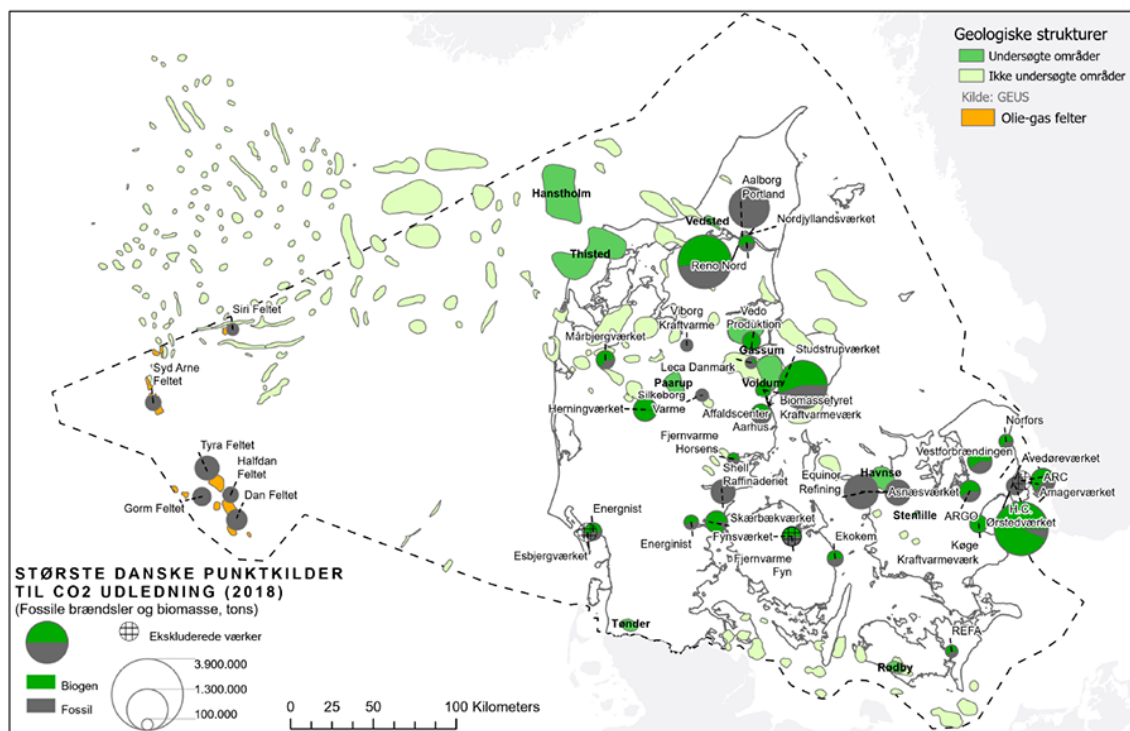 Geologiske strukturer
Undersøgte områder
Ikke undersøgte områder
Kilde: GEUS
Olie-gas felter
Hanstholm
Aalborg
Portland
Vedsted
Nordjyllandsværket
Thisted
Reno Nord
Siri Feltet
Viborg
Kraftvarme
Vedo
Produktion
Mårbjergværket
Gassum
Studstrupværket
Leca Danmark
Syd Arne
Feltet
Paarup
Voldum
Silkeborg
Varme
Biomassefyret
Kraftvarmeværk
Herningværket
Affaldscenter
Aarhus
Norfors
Tyra Feltet
Halfdan
Feltet
Fjernvarme
Horsens
Vestforbrændingen
Avedøreværket
Shell
Raffinaderiet
Equinor
Refining
Havnsø
ARC
Asnæsværket
Amagerværket
Gorm Feltet
Dan Feltet
Energnist
Stenlille
ARGO
H.C.
Ørstedværket
Skærbækværket
Energinist
Fynsværket
Ekokem
Køge
Kraftvarmeværk
Esbjergværket
Fjernvarme
Fyn
Tønder
REFA
Rødby
STØRSTE DANSKE PUNKTKILDER
TIL CO2 UDLEDNING (2018)
(Fossile brændsler og biomasse, tons)
Ekskluderede værker
Biogen
Fossil
3.900.000
1.300.000
100.000
0 25 50 100 Kilometers